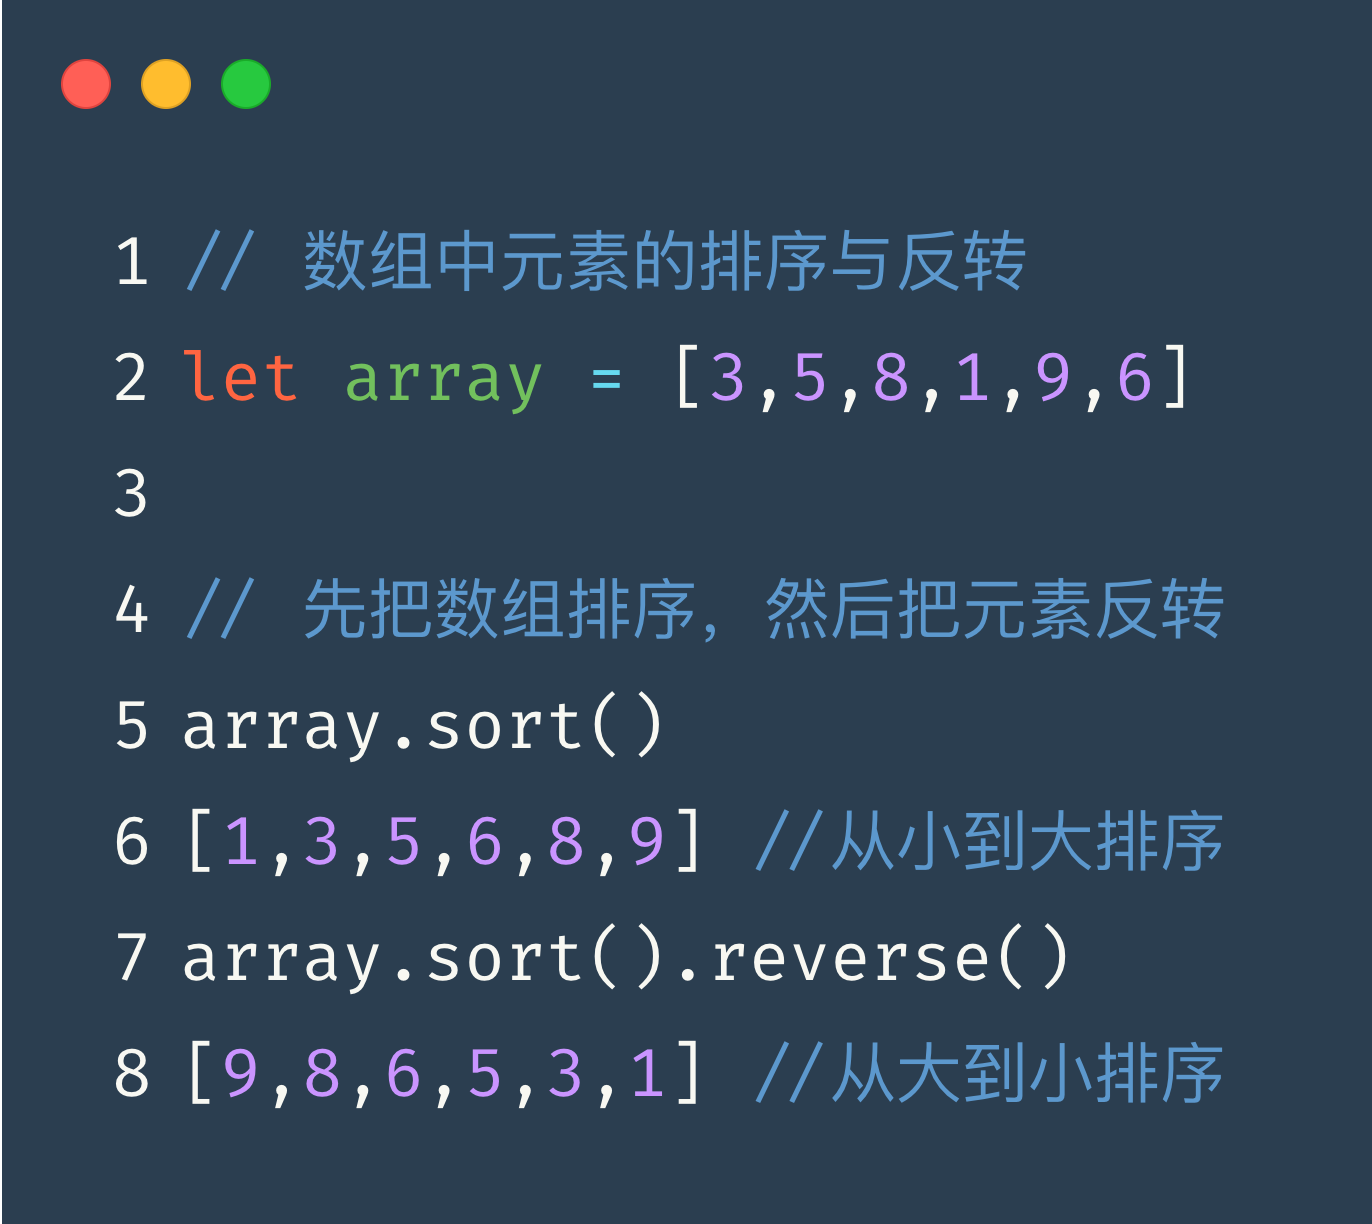 1 // 数组中元素的排序与反转
2 let array = [3,5,8,1,9,6]
3
4 // 先把数组排序，然后把元素反转
5 array.sort()
6 [1,3,5,6,8,9] //从小到大排序
7 array.sort().reverse()
8 [9,8,6,5,3,1] //从大到小排序